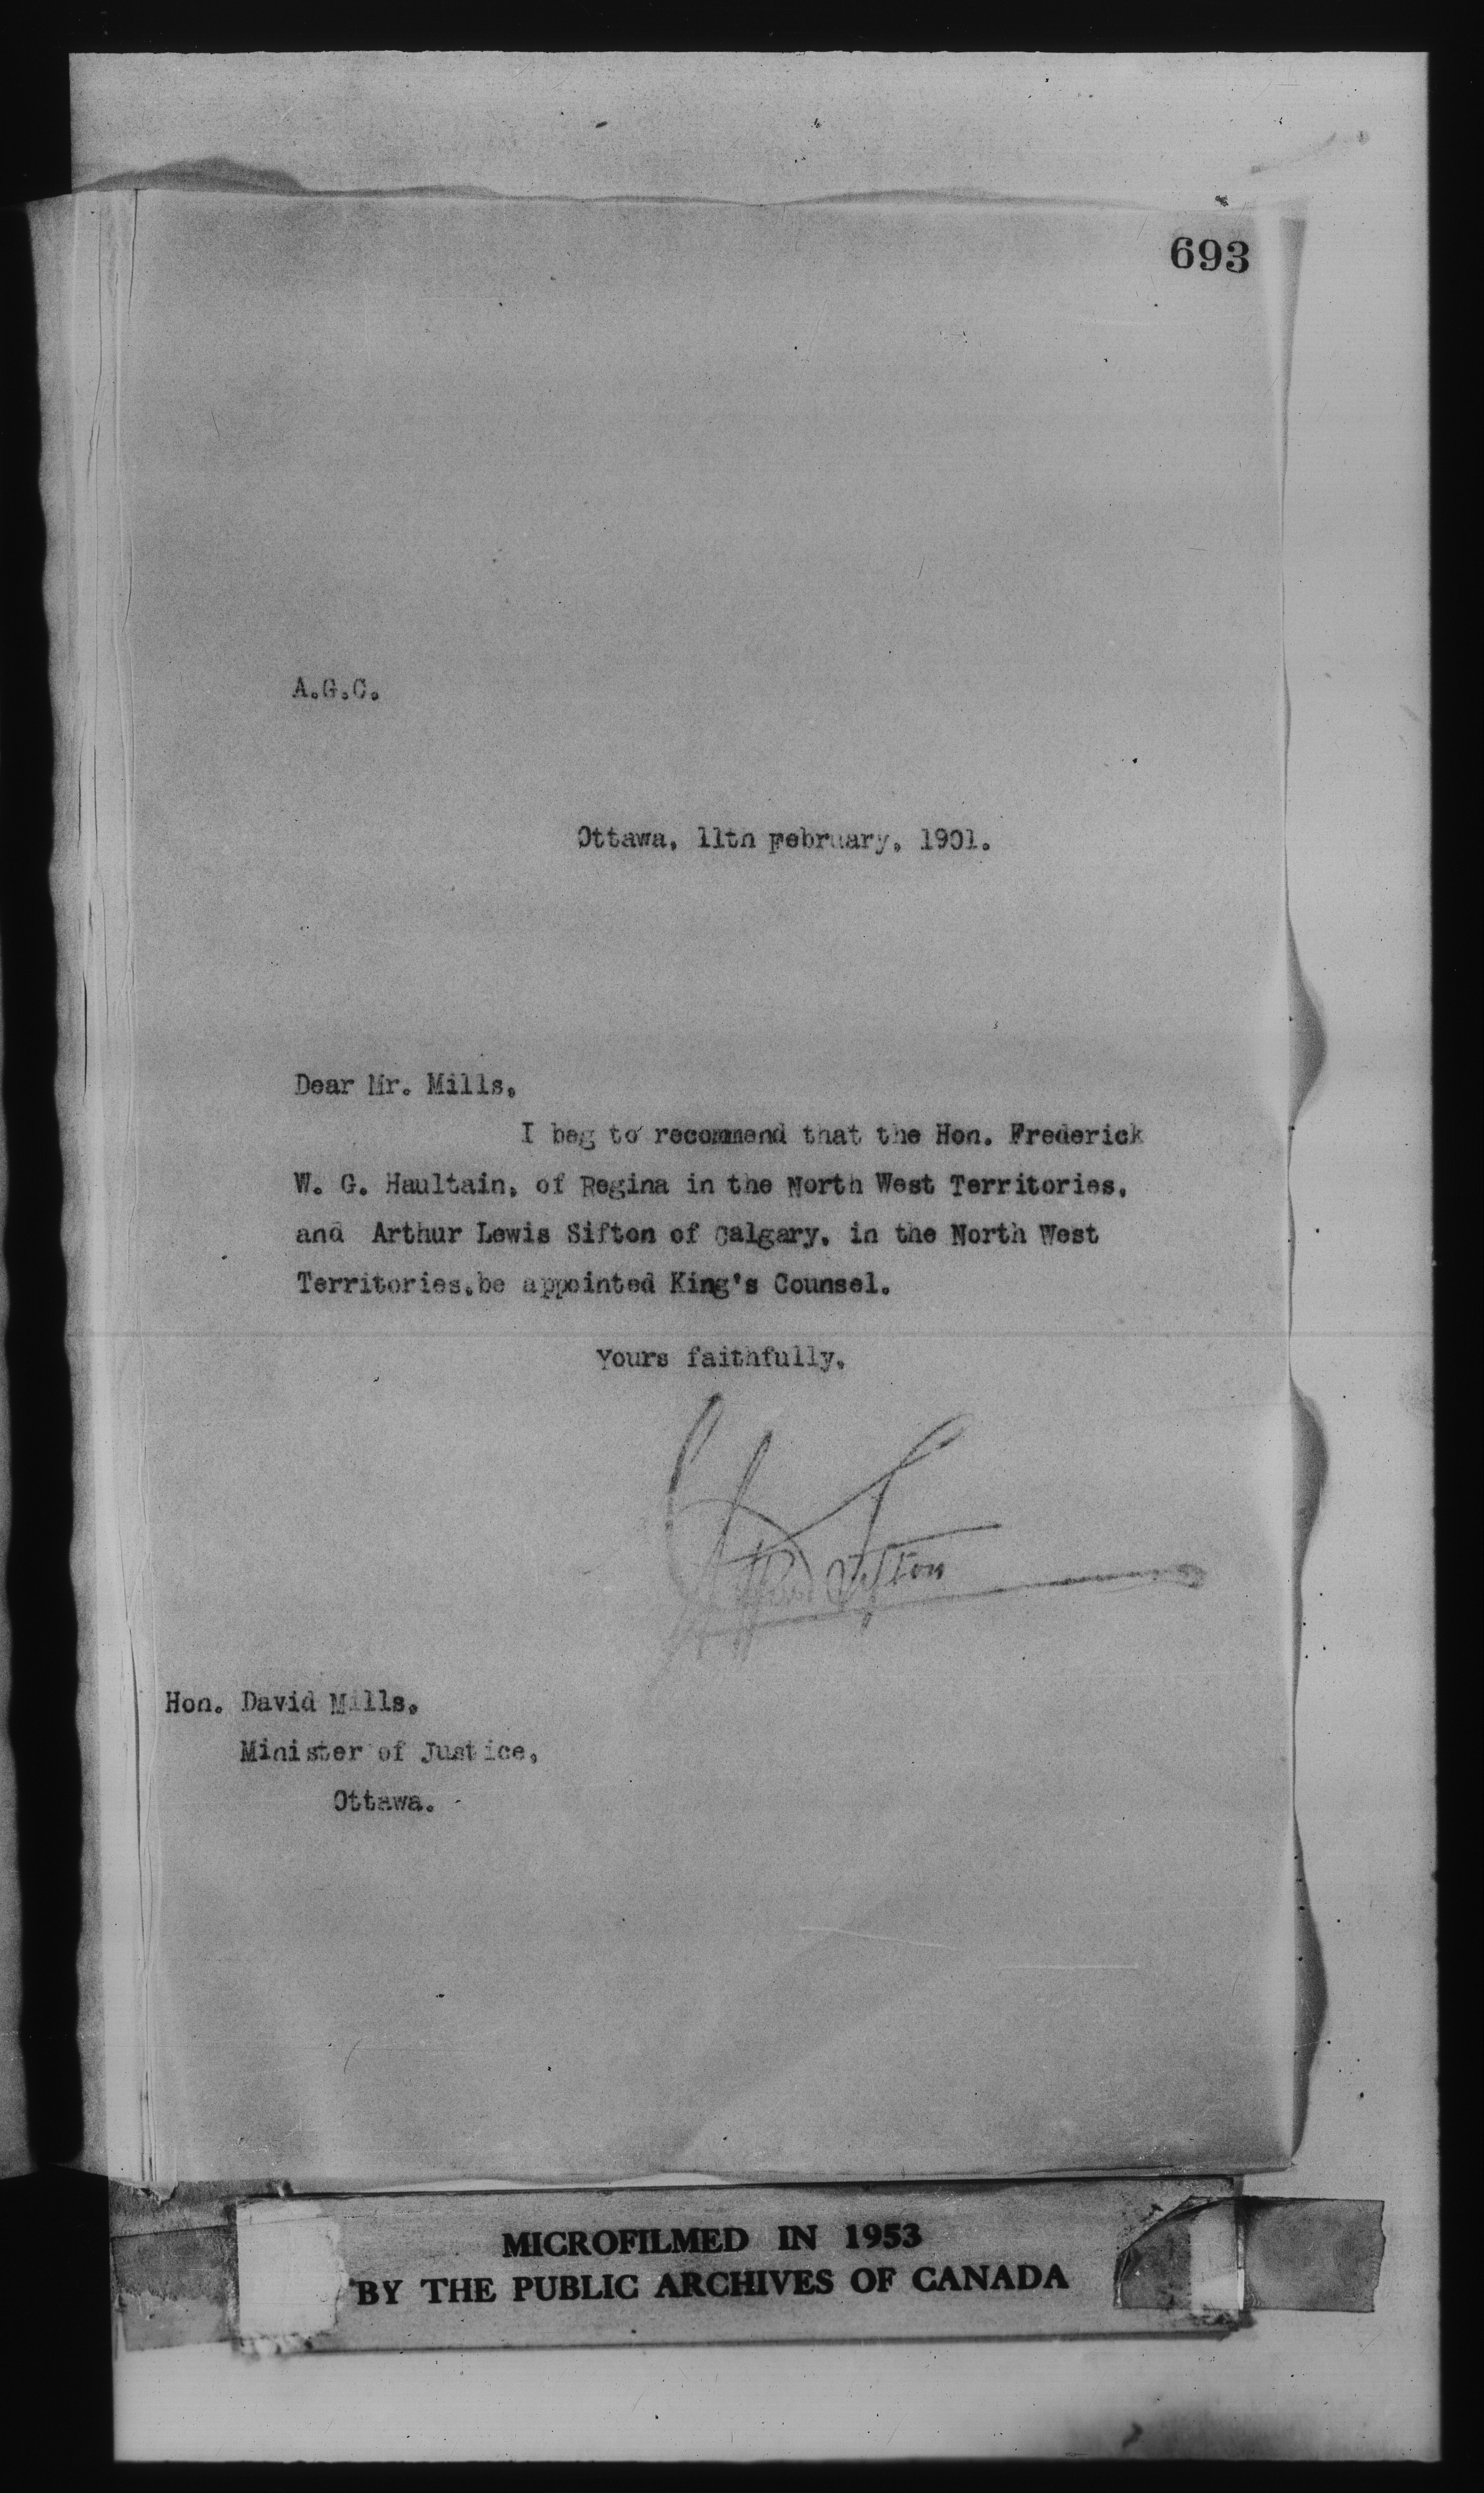 693
A.G.C.
Ottawa, 11th February, 1901.
Dear Mr. Mills,
I beg to recommend that the Hon. Frederick
W. G. Haultain, of Regina in the North West Territories,
and Arthur Lewis Sifton of Calgary, in the North West
Territories,be appointed King's Counsel.
Yours faithfully,
Clifford Sifton
Hon. David Mills,
Minister of Justice,
Ottawa.
MICROFILMED IN 1953
BY THE PUBLIC ARCHIVES OF CANADA